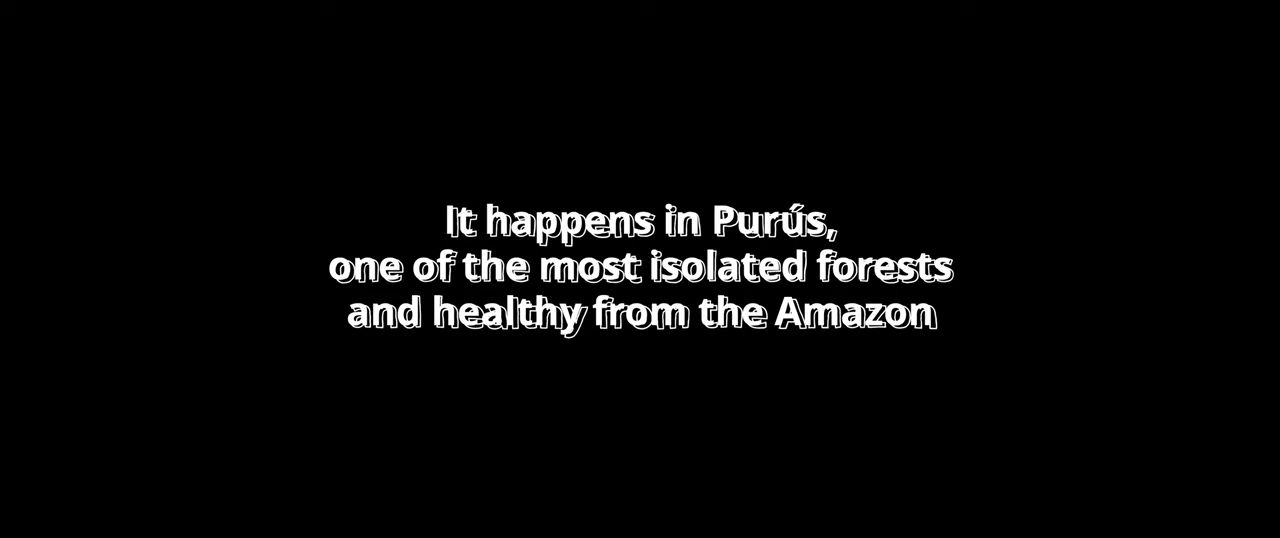 It happens in Purús,
one of the most isolated forests
and healthy from the Amazon